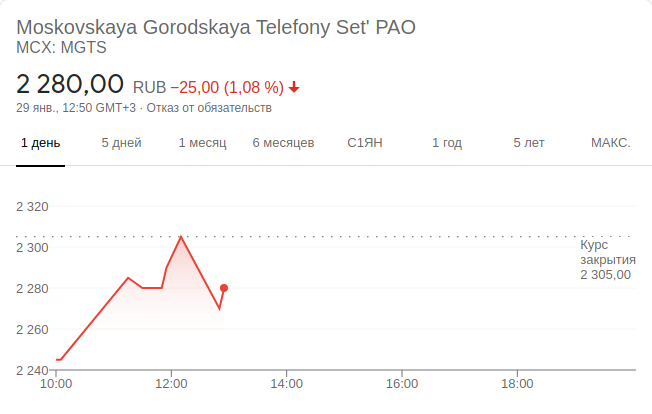 Moskovskaya Gorodskaya Telefony Set' PAO
MCX: MGTS
2 280,00 RUB −25,00 (1,08 %) ↓
29 янв., 12:50 GMT+3 · Отказ от обязательств
1 день 5 дней 1 месяц 6 месяцев С1ЯН 1 год 5 лет МАКС.
2 320
2 300
Курс
закрытия
2 305,00
2 280
2 260
2 240
10:00 12:00 14:00 16:00 18:00